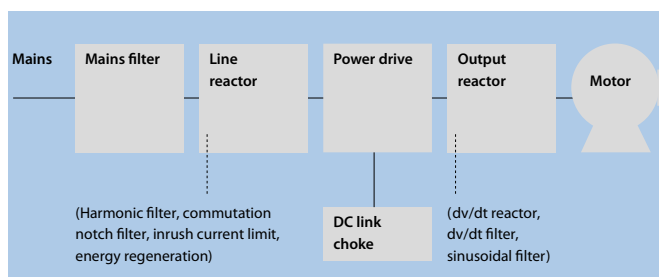 Mains
Mains filter
Line
reactor
Power drive
Output
reactor
Motor
(Harmonic filter, commutation
notch filter, inrush current limit,
energy regeneration)
DC link
choke
(dv/dt reactor,
dv/dt filter,
sinusoidal filter)